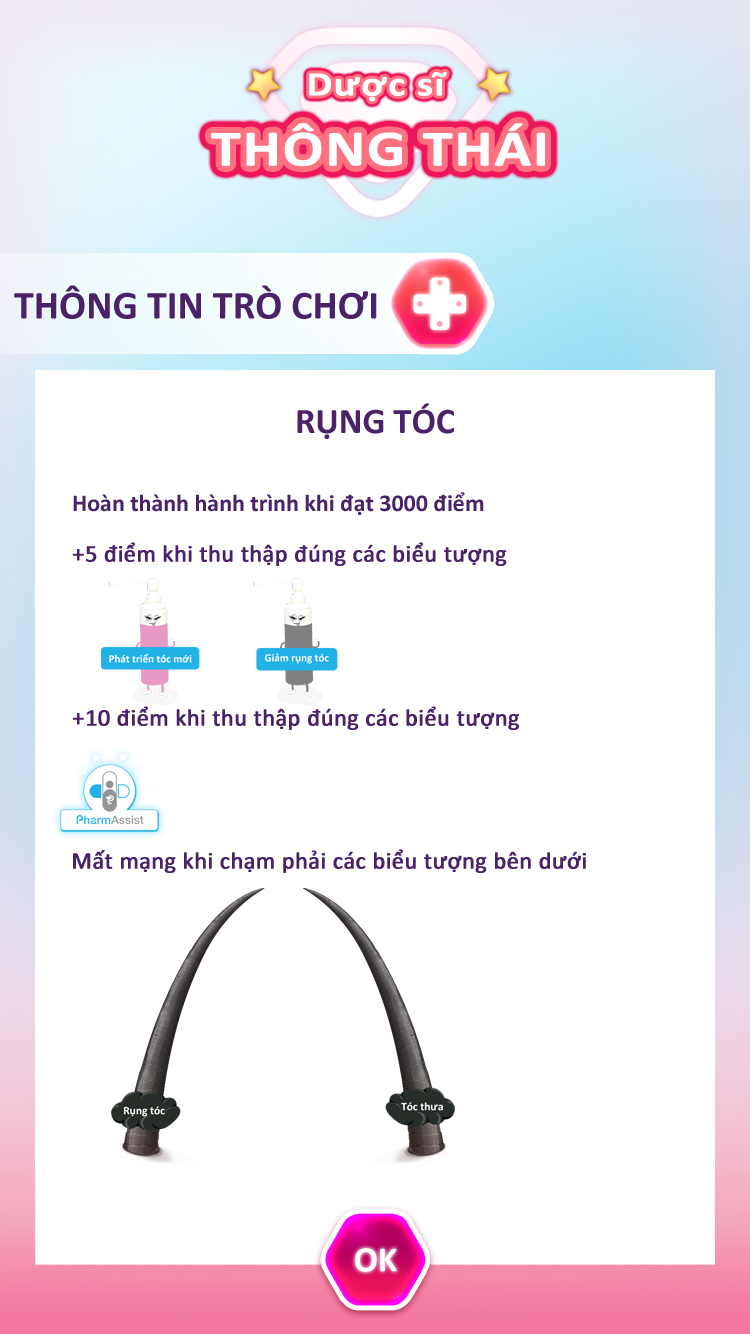 Dược sĩ
THÔNG THÁI
THÔNG TIN TRÒ CHƠI
RỤNG TÓC
Hoàn thành hành trình khi đạt 3000 điểm
+5 điểm khi thu thập đúng các biểu tượng
Phát triển tóc mới
Giảm rụng tóc
+10 điểm khi thu thập đúng các biểu tượng
PharmAssist
Mất mạng khi chạm phải các biểu tượng bên dưới
Rụng tóc
Tóc thưa
OK